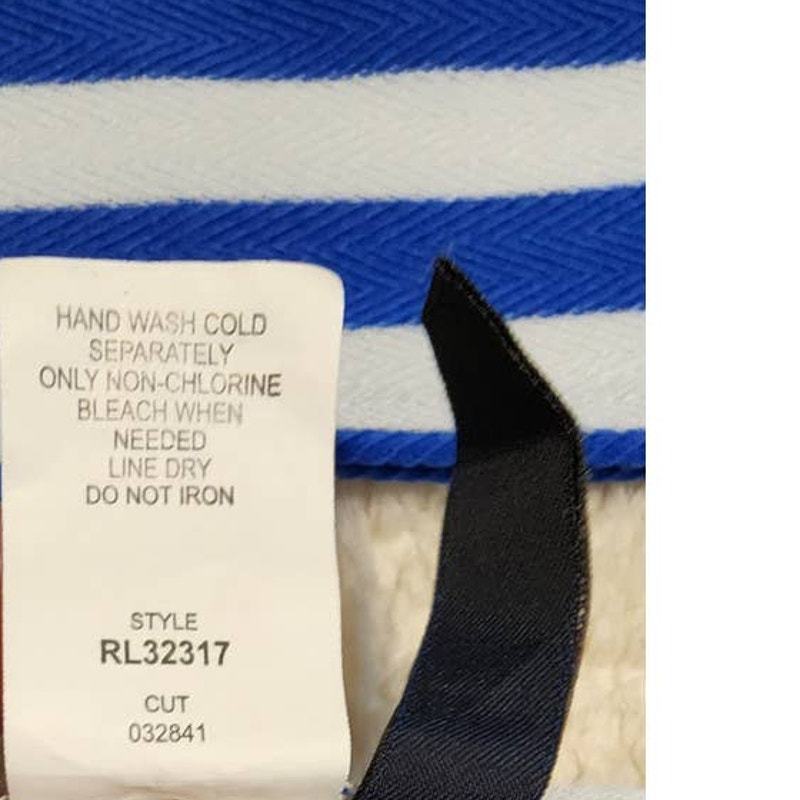 HAND WASH COLD
SEPARATELY
ONLY NON-CHLORINE
BLEACH WHEN
NEEDED
LINE DRY
DO NOT IRON
STYLE
RL32317
CUT
032841